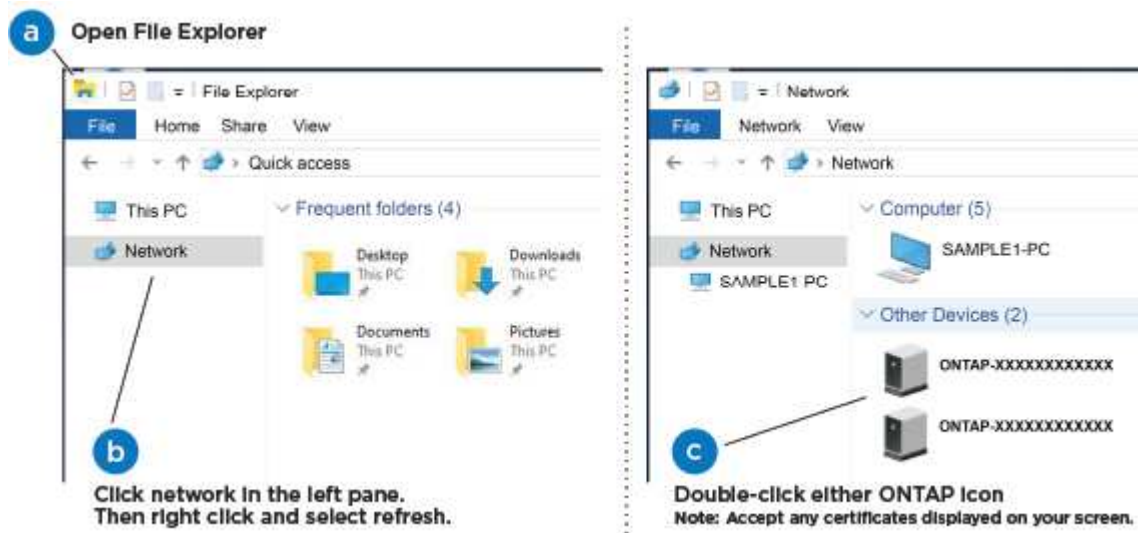 a Open File Explorer
File Explorer
File Home Share View
Quick access
This PC
Network
Frequent folders (4)
Desktop
This PC
Downloads
This PC
Documents
This PC
Pictures
This PC
b
Click network in the left pane.
Then right click and select refresh.
Network
File Network View
Network
This PC
Network
SAMPLE1 PC
Computer (5)
SAMPLE1-PC
Other Devices (2)
ONTAP-XXXXXXXXXXXX
ONTAP-XXXXXXXXXXXX
c
Double-click either ONTAP icon
Note: Accept any certificates displayed on your screen.